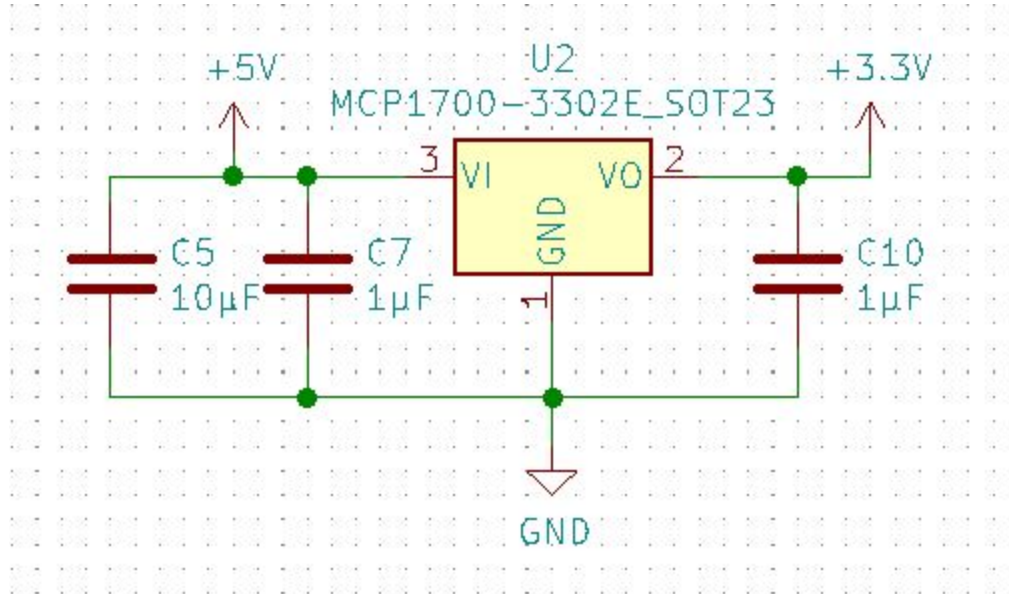 +5V
U2
MCP1700-3302E_SOT23
+3.3V
3
VI
VO
2
GND
1
C5
10µF
C7
1µF
C10
1µF
GND